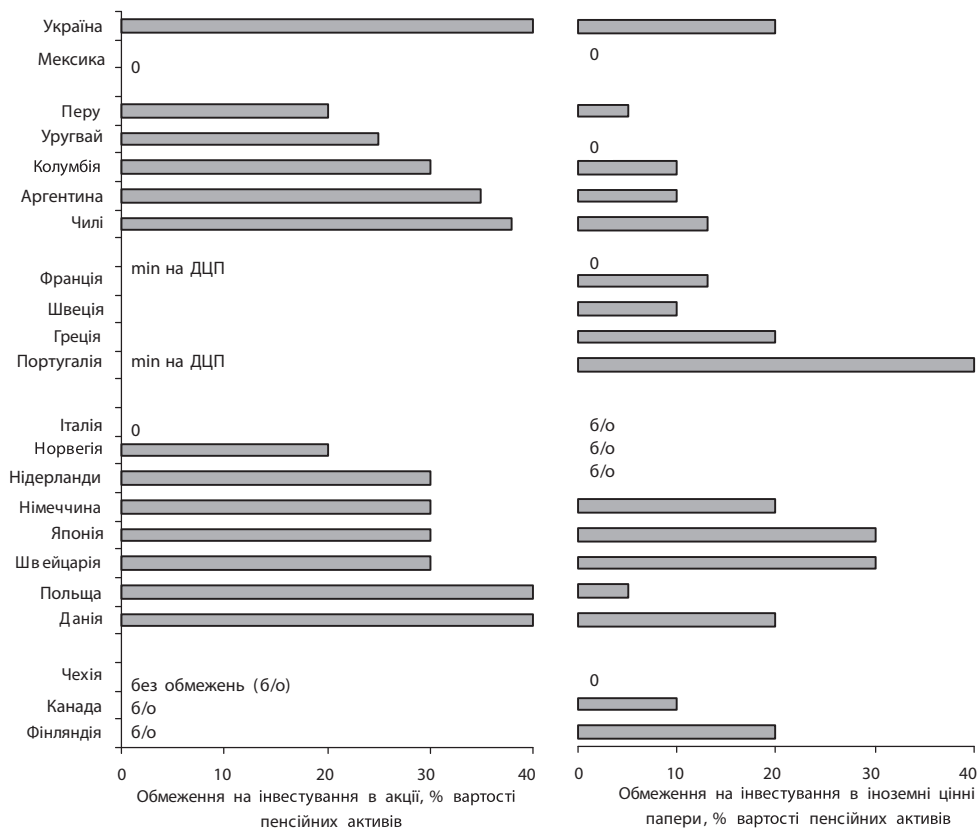 Україна
Мексика
0
0
Перу
Уругвай
0
Колумбія
Аргентина
Чилі
min на ДЦП
0
Франція
Швеція
Греція
Португалія
min на ДЦП
Італія
0
б/о
Норвегія
б/о
Нідерланди
б/о
Німеччина
Японія
Швейцарія
Польща
Данія
Чехія
без обмежень (б/о)
0
Канада
б/о
Фінляндія
б/о
0 10 20 30 40
Обмеження на інвестування в акції, % вартості
пенсійних активів
0 10 20 30 40
Обмеження на інвестування в іноземні цінні
папери, % вартості пенсійних активів